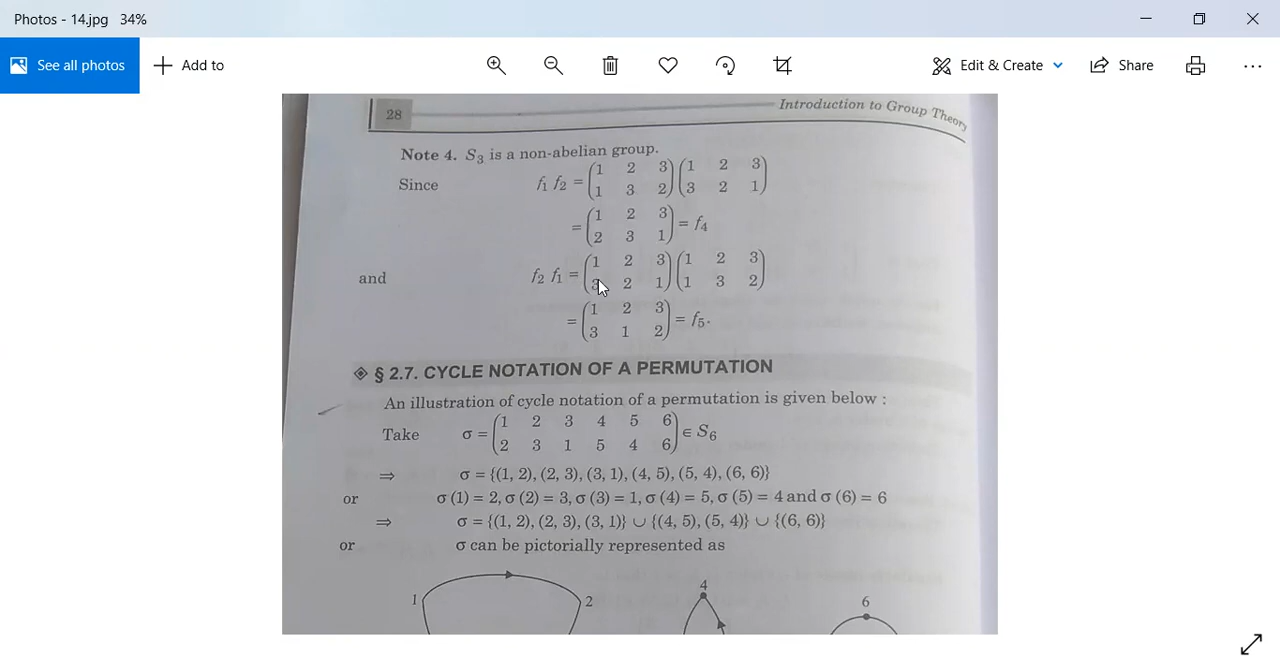 Photos - 14.jpg 34%
See all photos
Add to
Edit & Create
Share
28
Introduction to Group Theory
Note 4. S₃ is a non-abelian group.
Since f₁ f₂ = (1 2 3 / 1 3 2) (1 2 3 / 3 2 1)
= (1 2 3 / 2 3 1) = f₄
and f₂ f₁ = (1 2 3 / 3 2 1) (1 2 3 / 1 3 2)
= (1 2 3 / 3 1 2) = f₅.
§ 2.7. CYCLE NOTATION OF A PERMUTATION
An illustration of cycle notation of a permutation is given below :
Take σ = (1 2 3 4 5 6 / 2 3 1 5 4 6) ∈ S₆
⇒ σ = {(1, 2), (2, 3), (3, 1), (4, 5), (5, 4), (6, 6)}
or σ (1) = 2, σ (2) = 3, σ (3) = 1, σ (4) = 5, σ (5) = 4 and σ (6) = 6
⇒ σ = {(1, 2), (2, 3), (3, 1)} ∪ {(4, 5), (5, 4)} ∪ {(6, 6)}
or σ can be pictorially represented as
1 2 4 6